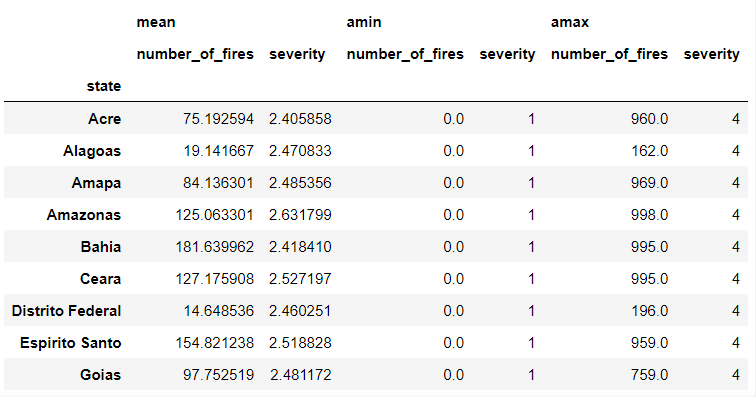 mean amin amax
number_of_fires severity number_of_fires severity number_of_fires severity
state
Acre 75.192594 2.405858 0.0 1 960.0 4
Alagoas 19.141667 2.470833 0.0 1 162.0 4
Amapa 84.136301 2.485356 0.0 1 969.0 4
Amazonas 125.063301 2.631799 0.0 1 998.0 4
Bahia 181.639962 2.418410 0.0 1 995.0 4
Ceara 127.175908 2.527197 0.0 1 995.0 4
Distrito Federal 14.648536 2.460251 0.0 1 196.0 4
Espirito Santo 154.821238 2.518828 0.0 1 959.0 4
Goias 97.752519 2.481172 0.0 1 759.0 4